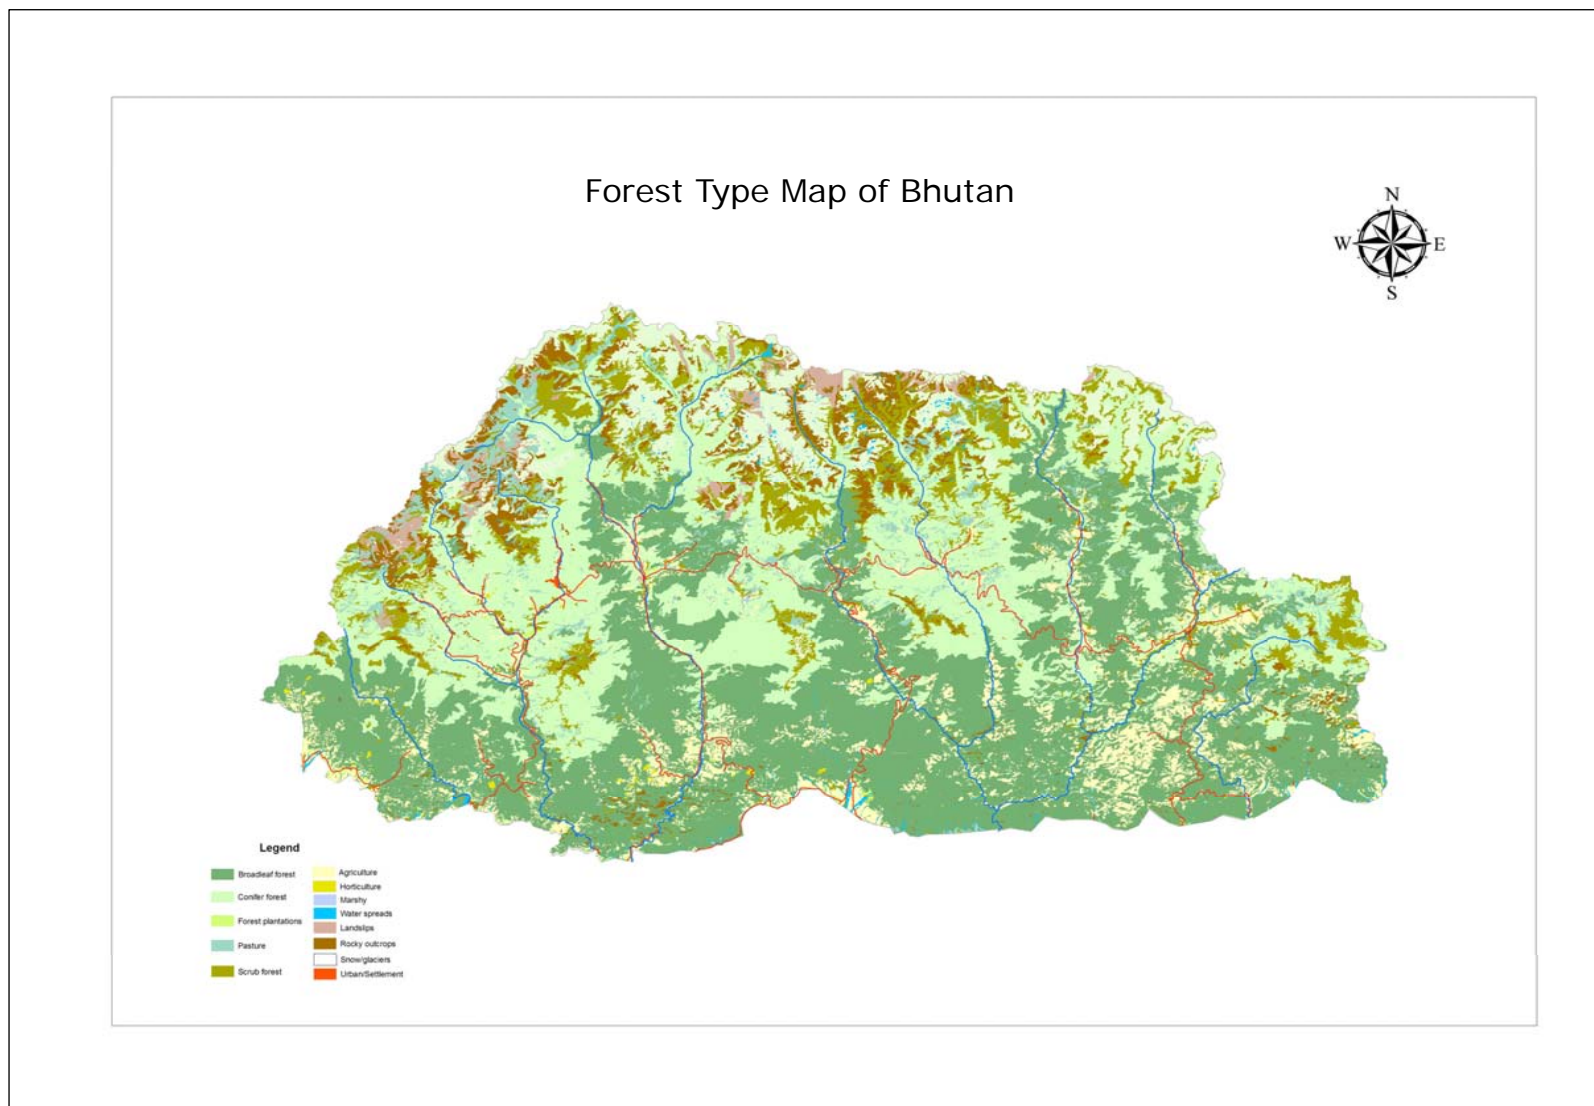 Forest Type Map of Bhutan
N
W E
S
Legend
Broadleaf forest
Conifer forest
Forest plantations
Pasture
Scrub forest
Agriculture
Horticulture
Marshy
Water spreads
Landslips
Rocky outcrops
Snow/glaciers
Urban/Settlement